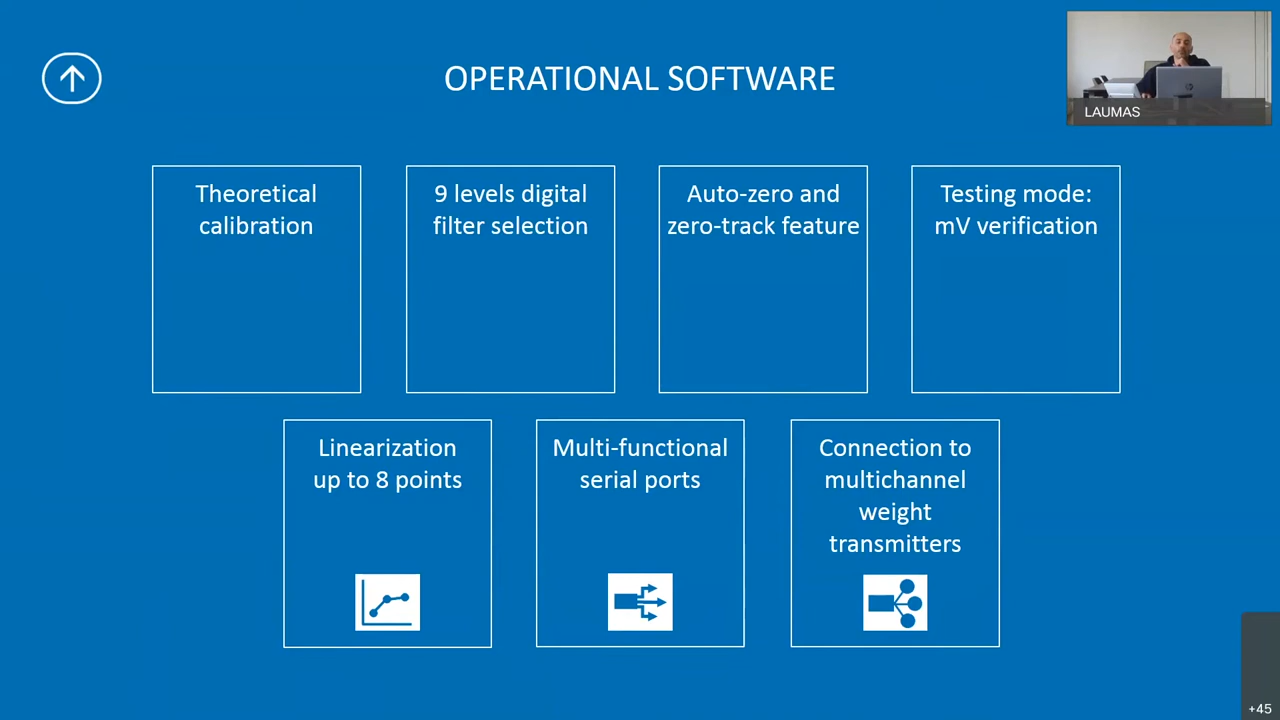 OPERATIONAL SOFTWARE
LAUMAS
Theoretical
calibration
9 levels digital
filter selection
Auto-zero and
zero-track feature
Testing mode:
mV verification
Linearization
up to 8 points
Multi-functional
serial ports
Connection to
multichannel
weight
transmitters
+45